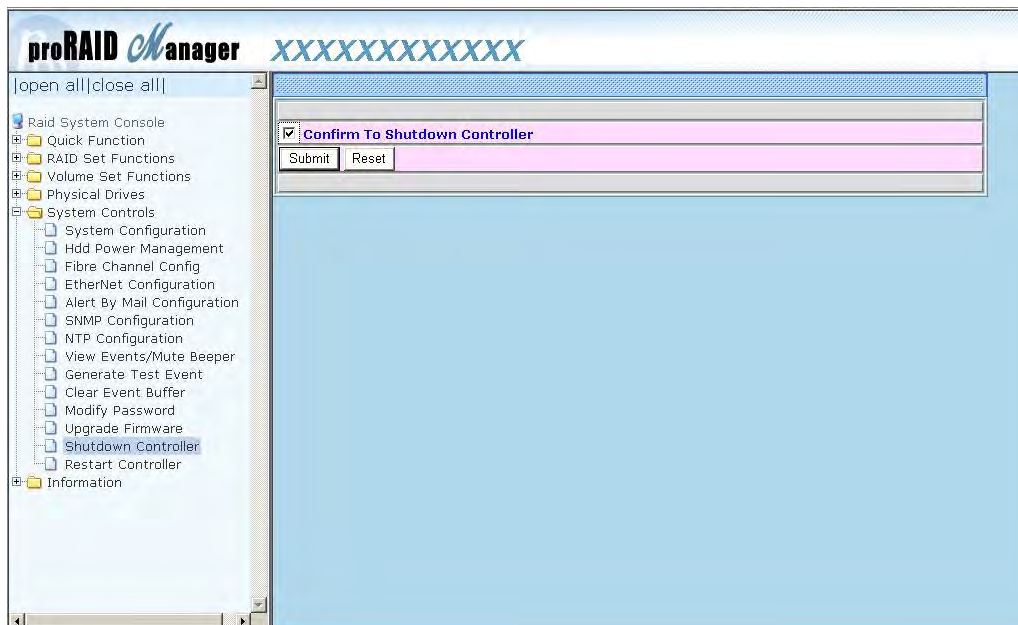 proRAID Manager XXXXXXXXXXXX
|open all|close all|
Raid System Console
Quick Function
RAID Set Functions
Volume Set Functions
Physical Drives
System Controls
System Configuration
Hdd Power Management
Fibre Channel Config
EtherNet Configuration
Alert By Mail Configuration
SNMP Configuration
NTP Configuration
View Events/Mute Beeper
Generate Test Event
Clear Event Buffer
Modify Password
Upgrade Firmware
Shutdown Controller
Restart Controller
Information
Confirm To Shutdown Controller
Submit Reset